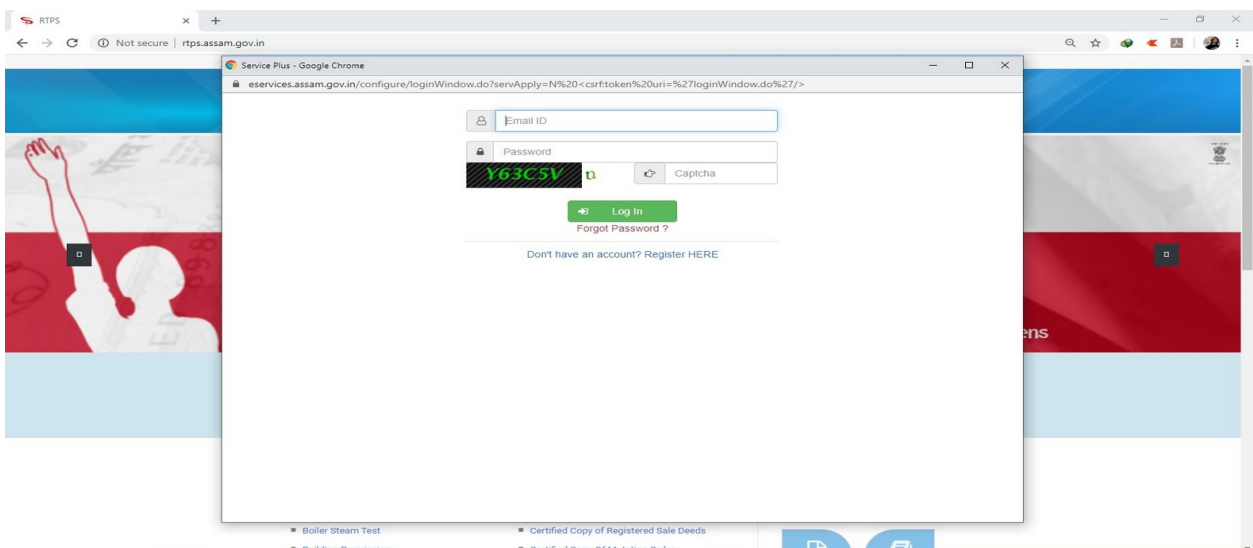 RTPS
Not secure | rtps.assam.gov.in
Service Plus - Google Chrome
eservices.assam.gov.in/configure/loginWindow.do?servApply=N%20<csrf:token%20uri=%27loginWindow.do%27/>
Email ID
Password
Y63C5V
Captcha
Log In
Forgot Password ?
Don't have an account? Register HERE
ens
Boiler Steam Test
Certified Copy of Registered Sale Deeds